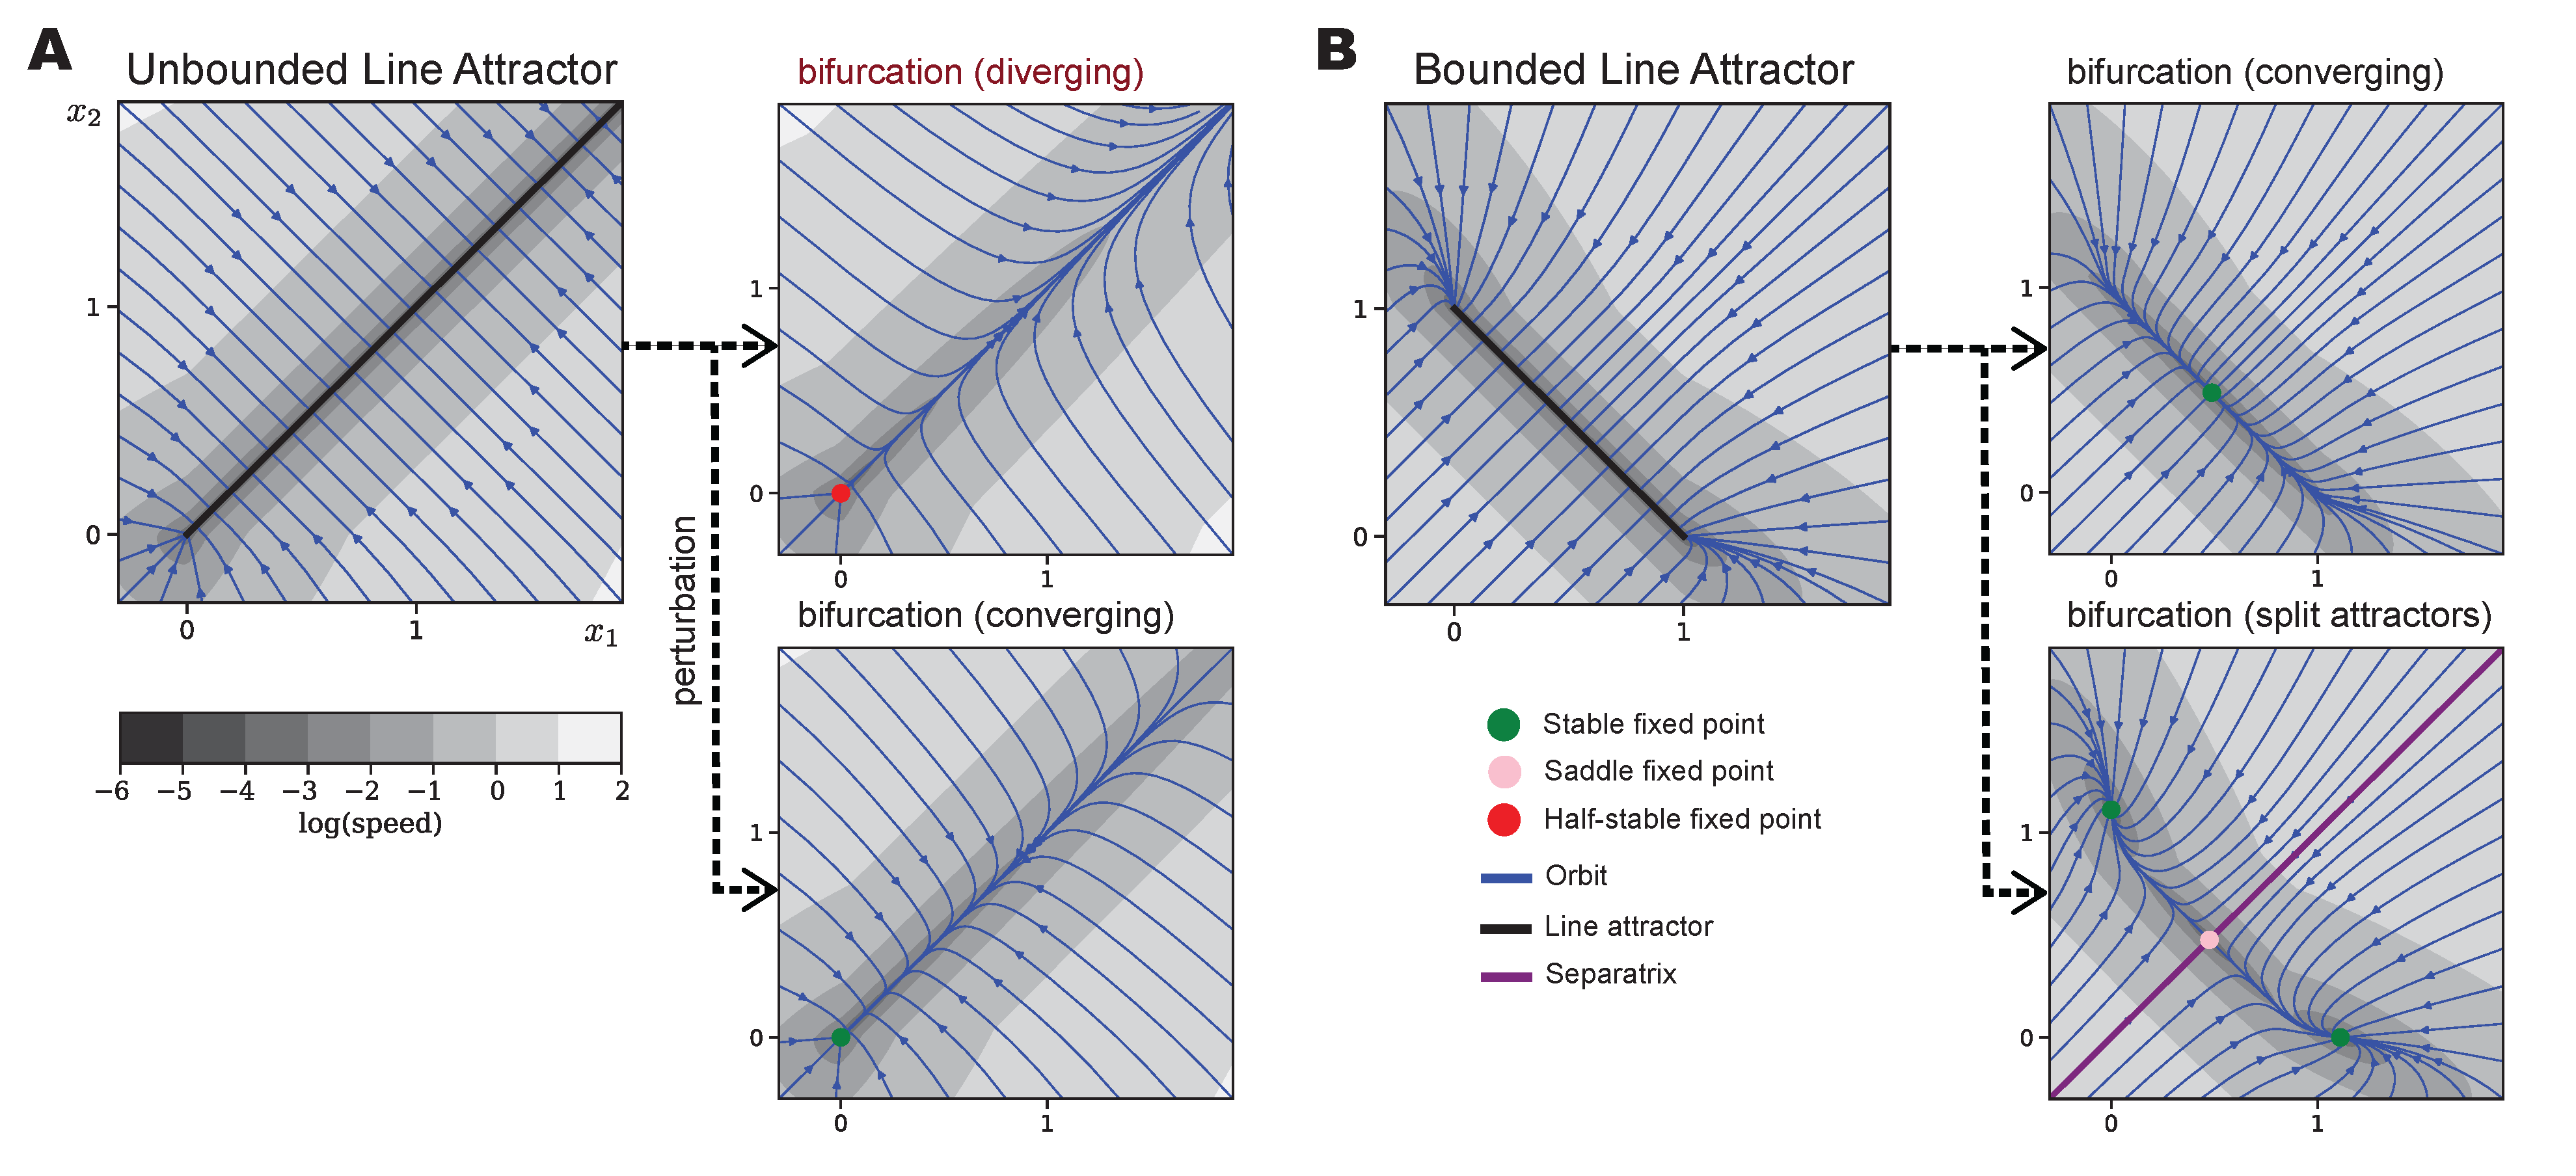 A
Unbounded Line Attractor
x₂
1
0
0
1
x₁
−6 −5 −4 −3 −2 −1 0 1 2
log(speed)
perturbation
bifurcation (diverging)
1
0
0
1
bifurcation (converging)
1
0
0
1
B
Bounded Line Attractor
1
0
0
1
Stable fixed point
Saddle fixed point
Half-stable fixed point
Orbit
Line attractor
Separatrix
bifurcation (converging)
1
0
0
1
bifurcation (split attractors)
1
0
0
1